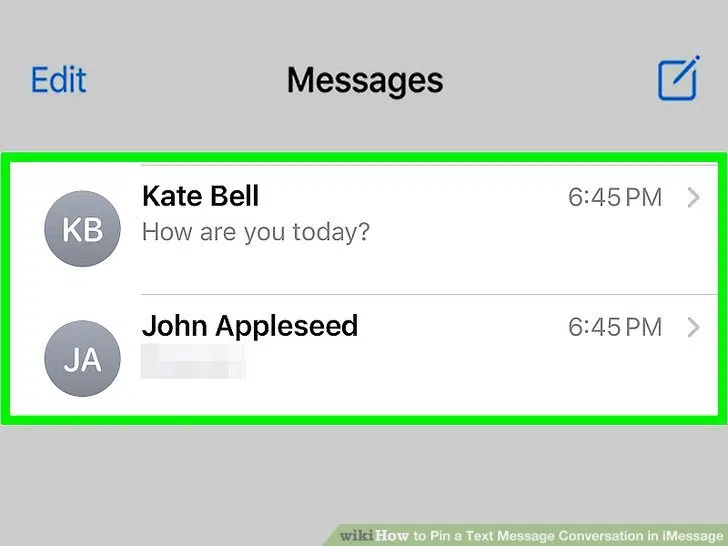 Edit
Messages
Kate Bell
6:45 PM
KB
How are you today?
John Appleseed
6:45 PM
JA
wikiHow to Pin a Text Message Conversation in iMessage